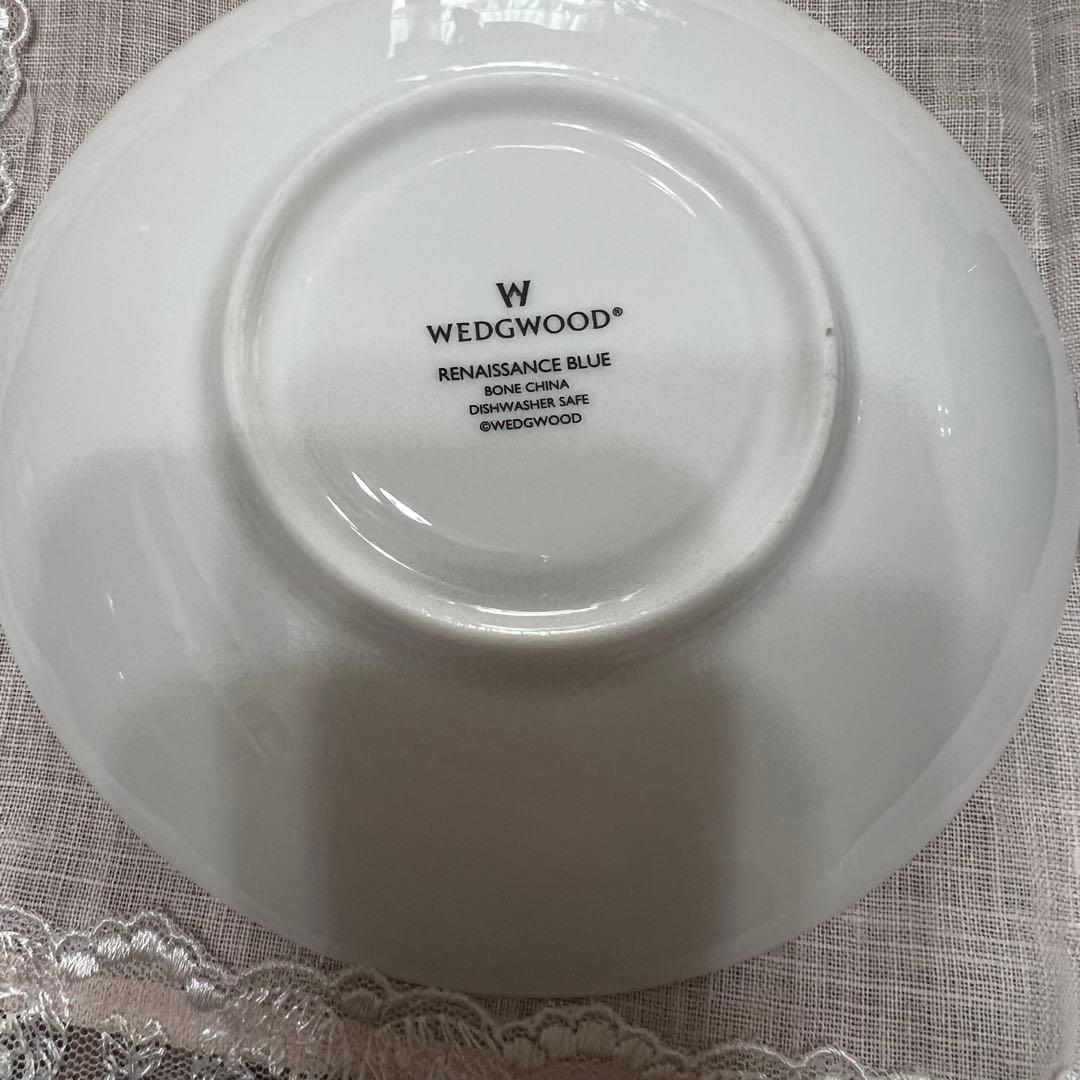 W
WEDGWOOD®
RENAISSANCE BLUE
BONE CHINA
DISHWASHER SAFE
©WEDGWOOD